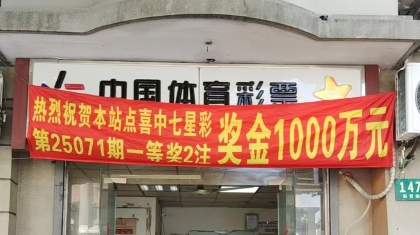 中国体育彩票
热烈祝贺本站点喜中七星彩
第25071期一等奖2注
奖金1000万元
147